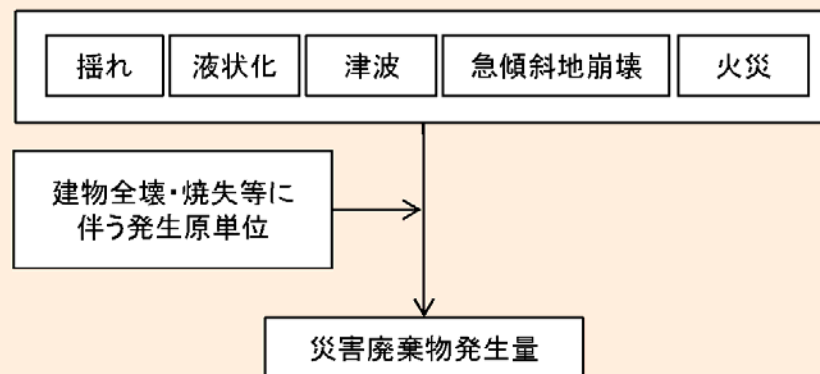 揺れ 液状化 津波 急傾斜地崩壊 火災
建物全壊・焼失等に
伴う発生原単位
災害廃棄物発生量